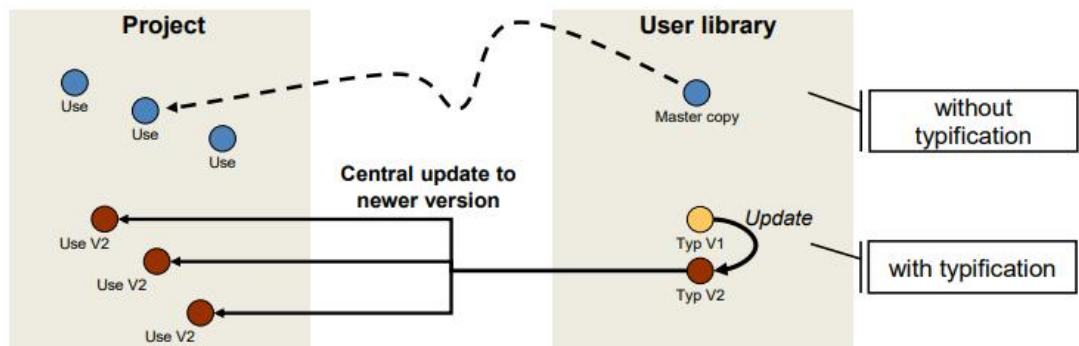 Project
User library
Use
Use
Use
Master copy
without
typification
Central update to
newer version
Update
Use V2
Use V2
Use V2
Typ V1
Typ V2
with typification